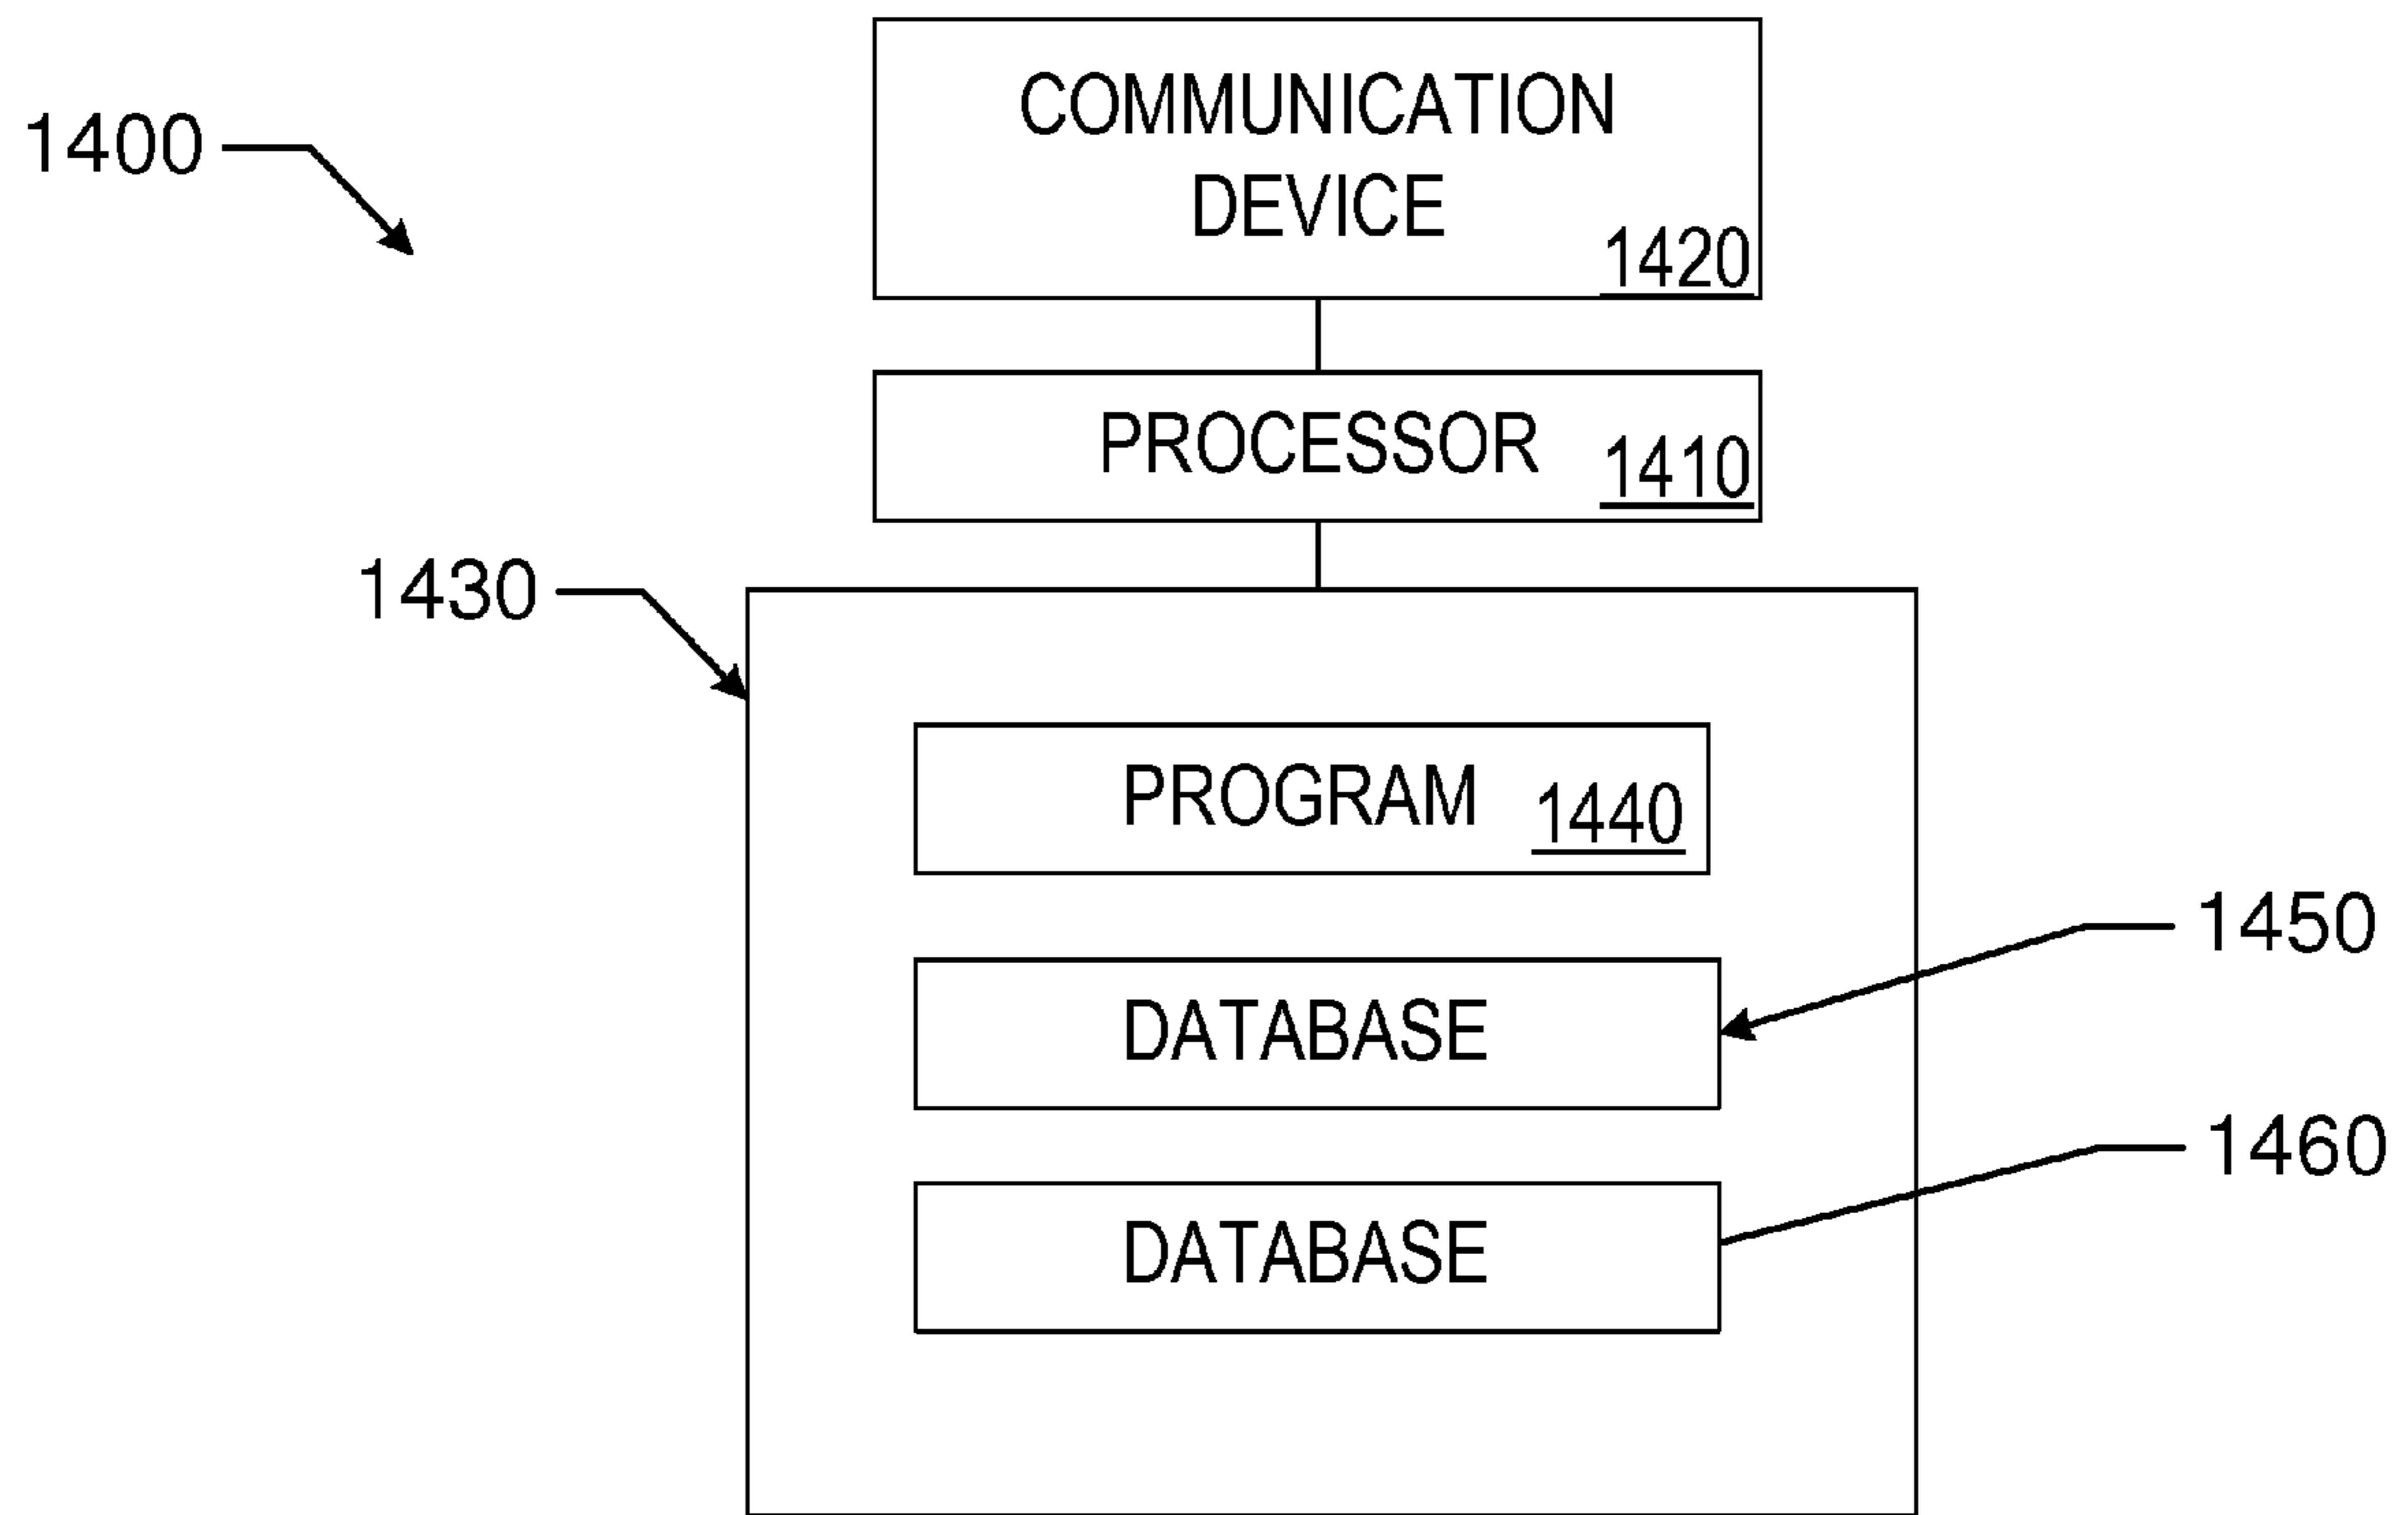 1400
COMMUNICATION
DEVICE
1420
PROCESSOR 1410
1430
PROGRAM 1440
1450
DATABASE
1460
DATABASE